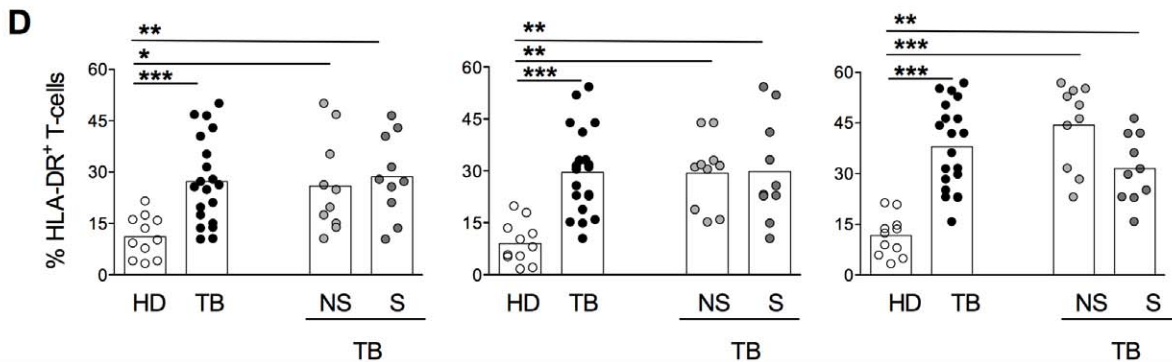 D
** ** **
* ** ***
*** *** ***
% HLA-DR+ T-cells
60 60 60
45 45 45
30 30 30
15 15 15
0 0 0
HD TB NS S HD TB NS S HD TB NS S
TB TB TB